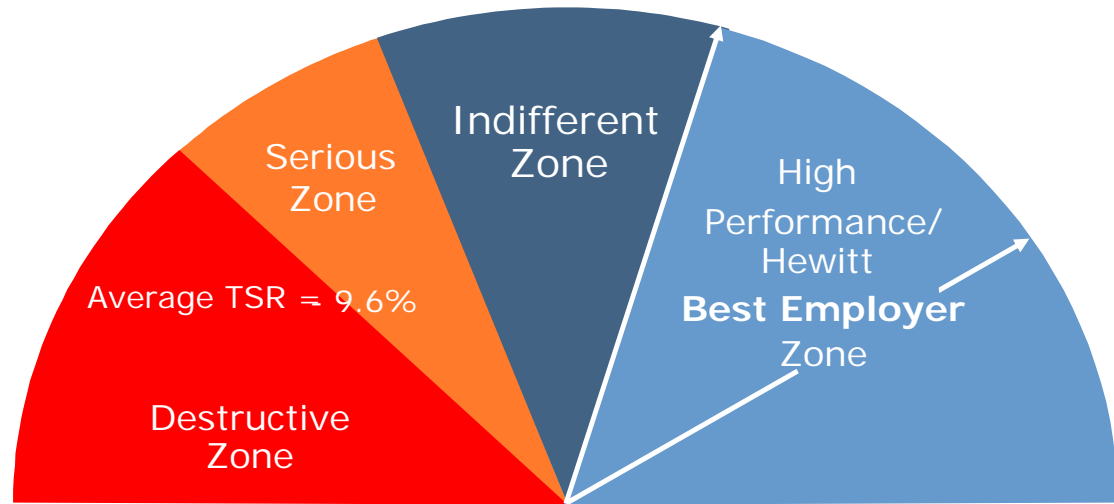 Indifferent
Zone
Serious
Zone
High
Performance/
Hewitt
Best Employer
Zone
Average TSR = 9.6%
Destructive
Zone